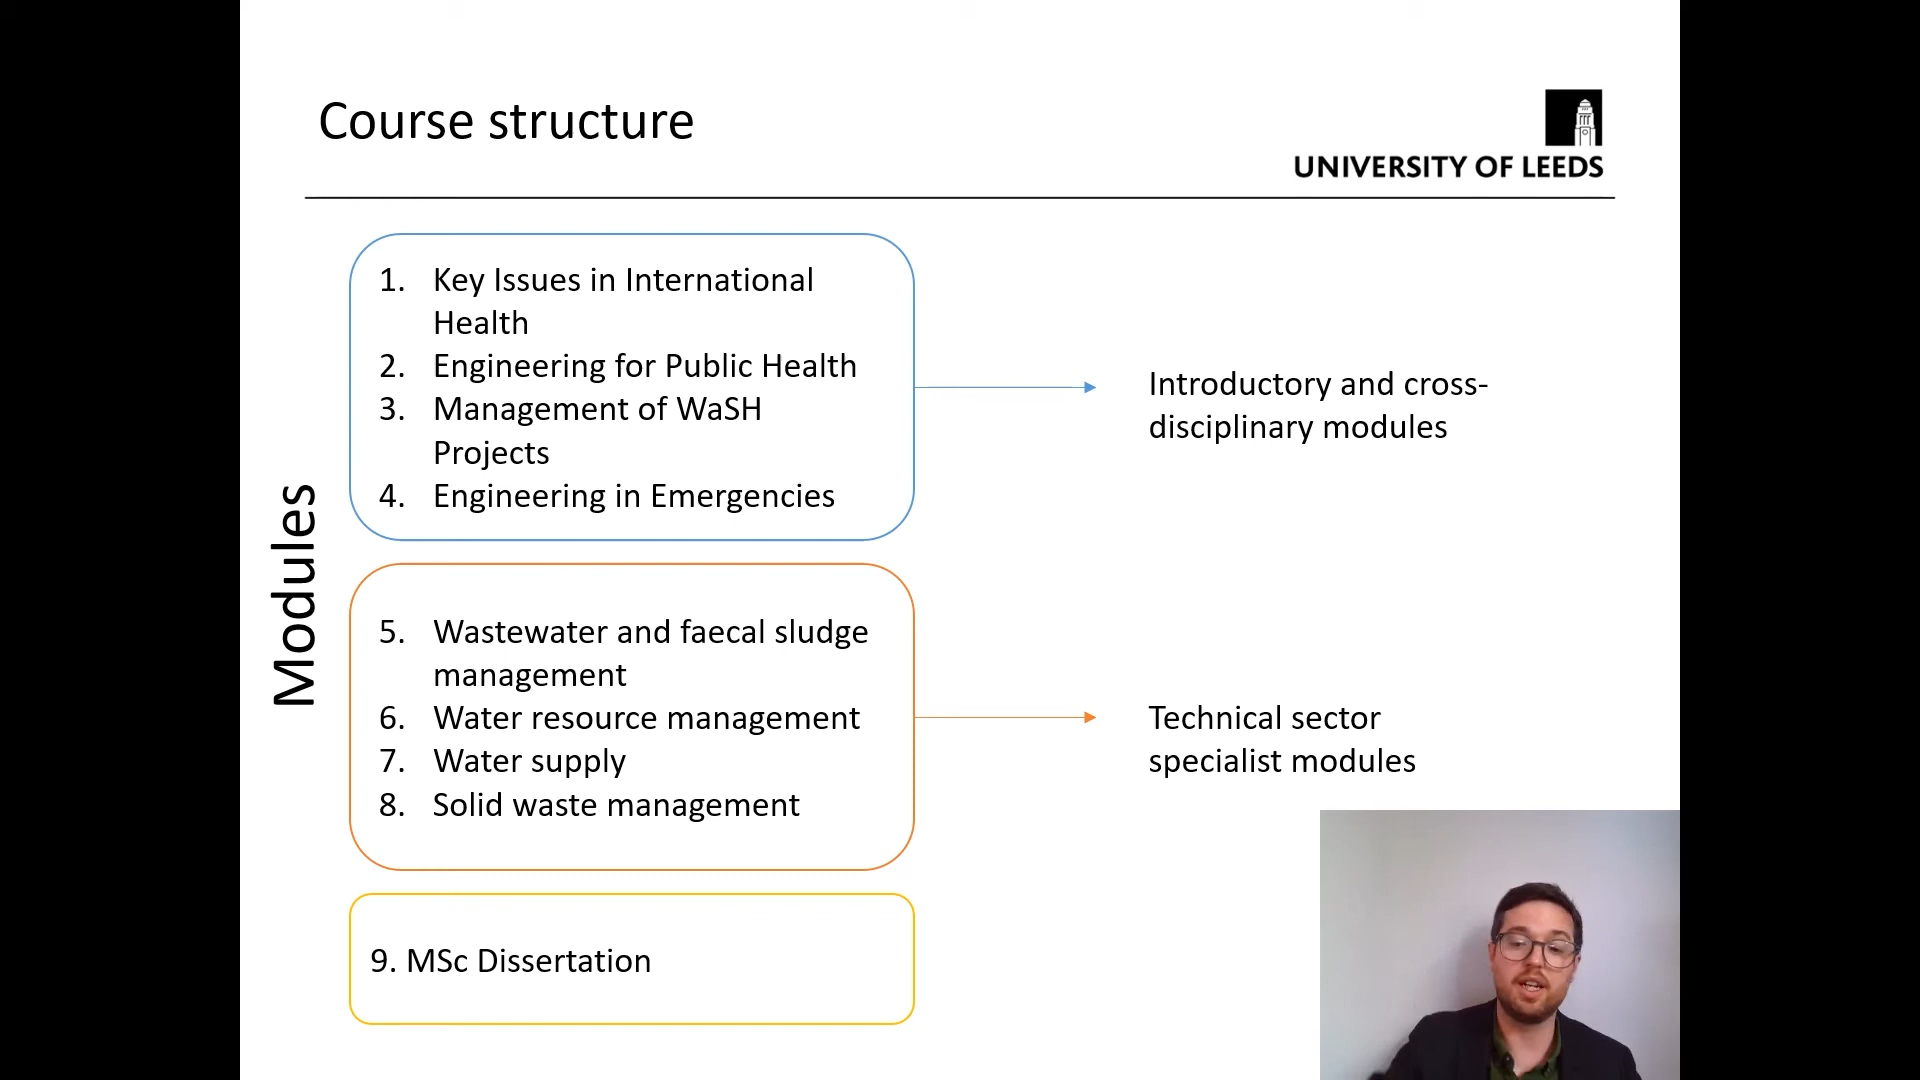 Course structure
UNIVERSITY OF LEEDS
Modules
1. Key Issues in International
Health
2. Engineering for Public Health
3. Management of WaSH
Projects
4. Engineering in Emergencies
Introductory and cross-
disciplinary modules
5. Wastewater and faecal sludge
management
6. Water resource management
7. Water supply
8. Solid waste management
Technical sector
specialist modules
9. MSc Dissertation